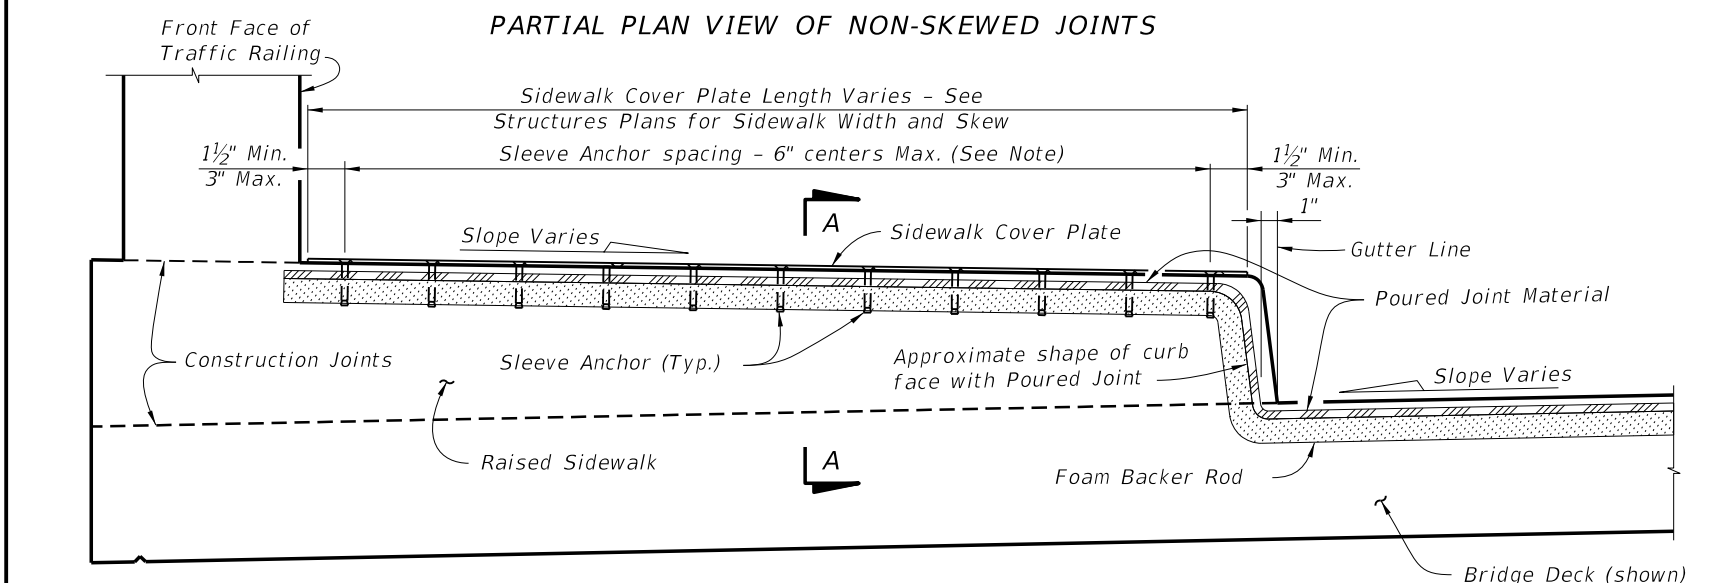 PARTIAL PLAN VIEW OF NON-SKEWED JOINTS
Front Face of
Traffic Railing
Sidewalk Cover Plate Length Varies – See
Structures Plans for Sidewalk Width and Skew
1½" Min.
3" Max.
Sleeve Anchor spacing – 6" centers Max. (See Note)
1½" Min.
3" Max.
1"
A
Slope Varies
Sidewalk Cover Plate
Gutter Line
Poured Joint Material
Construction Joints
Sleeve Anchor (Typ.)
Approximate shape of curb
face with Poured Joint
Slope Varies
Raised Sidewalk
A
Foam Backer Rod
Bridge Deck (shown)